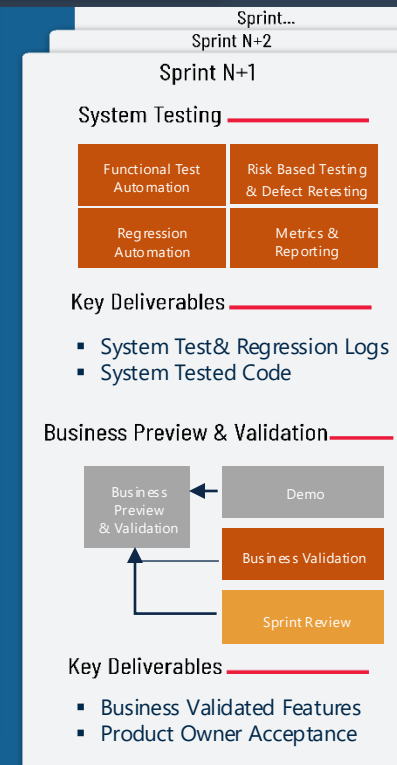 Sprint...
Sprint N+2
Sprint N+1
System Testing
Functional Test
Automation
Risk Based Testing
& Defect Retesting
Regression
Automation
Metrics &
Reporting
Key Deliverables
System Test& Regression Logs
System Tested Code
Business Preview & Validation
Business
Preview
& Validation
Demo
Business Validation
Sprint Review
Key Deliverables
Business Validated Features
Product Owner Acceptance